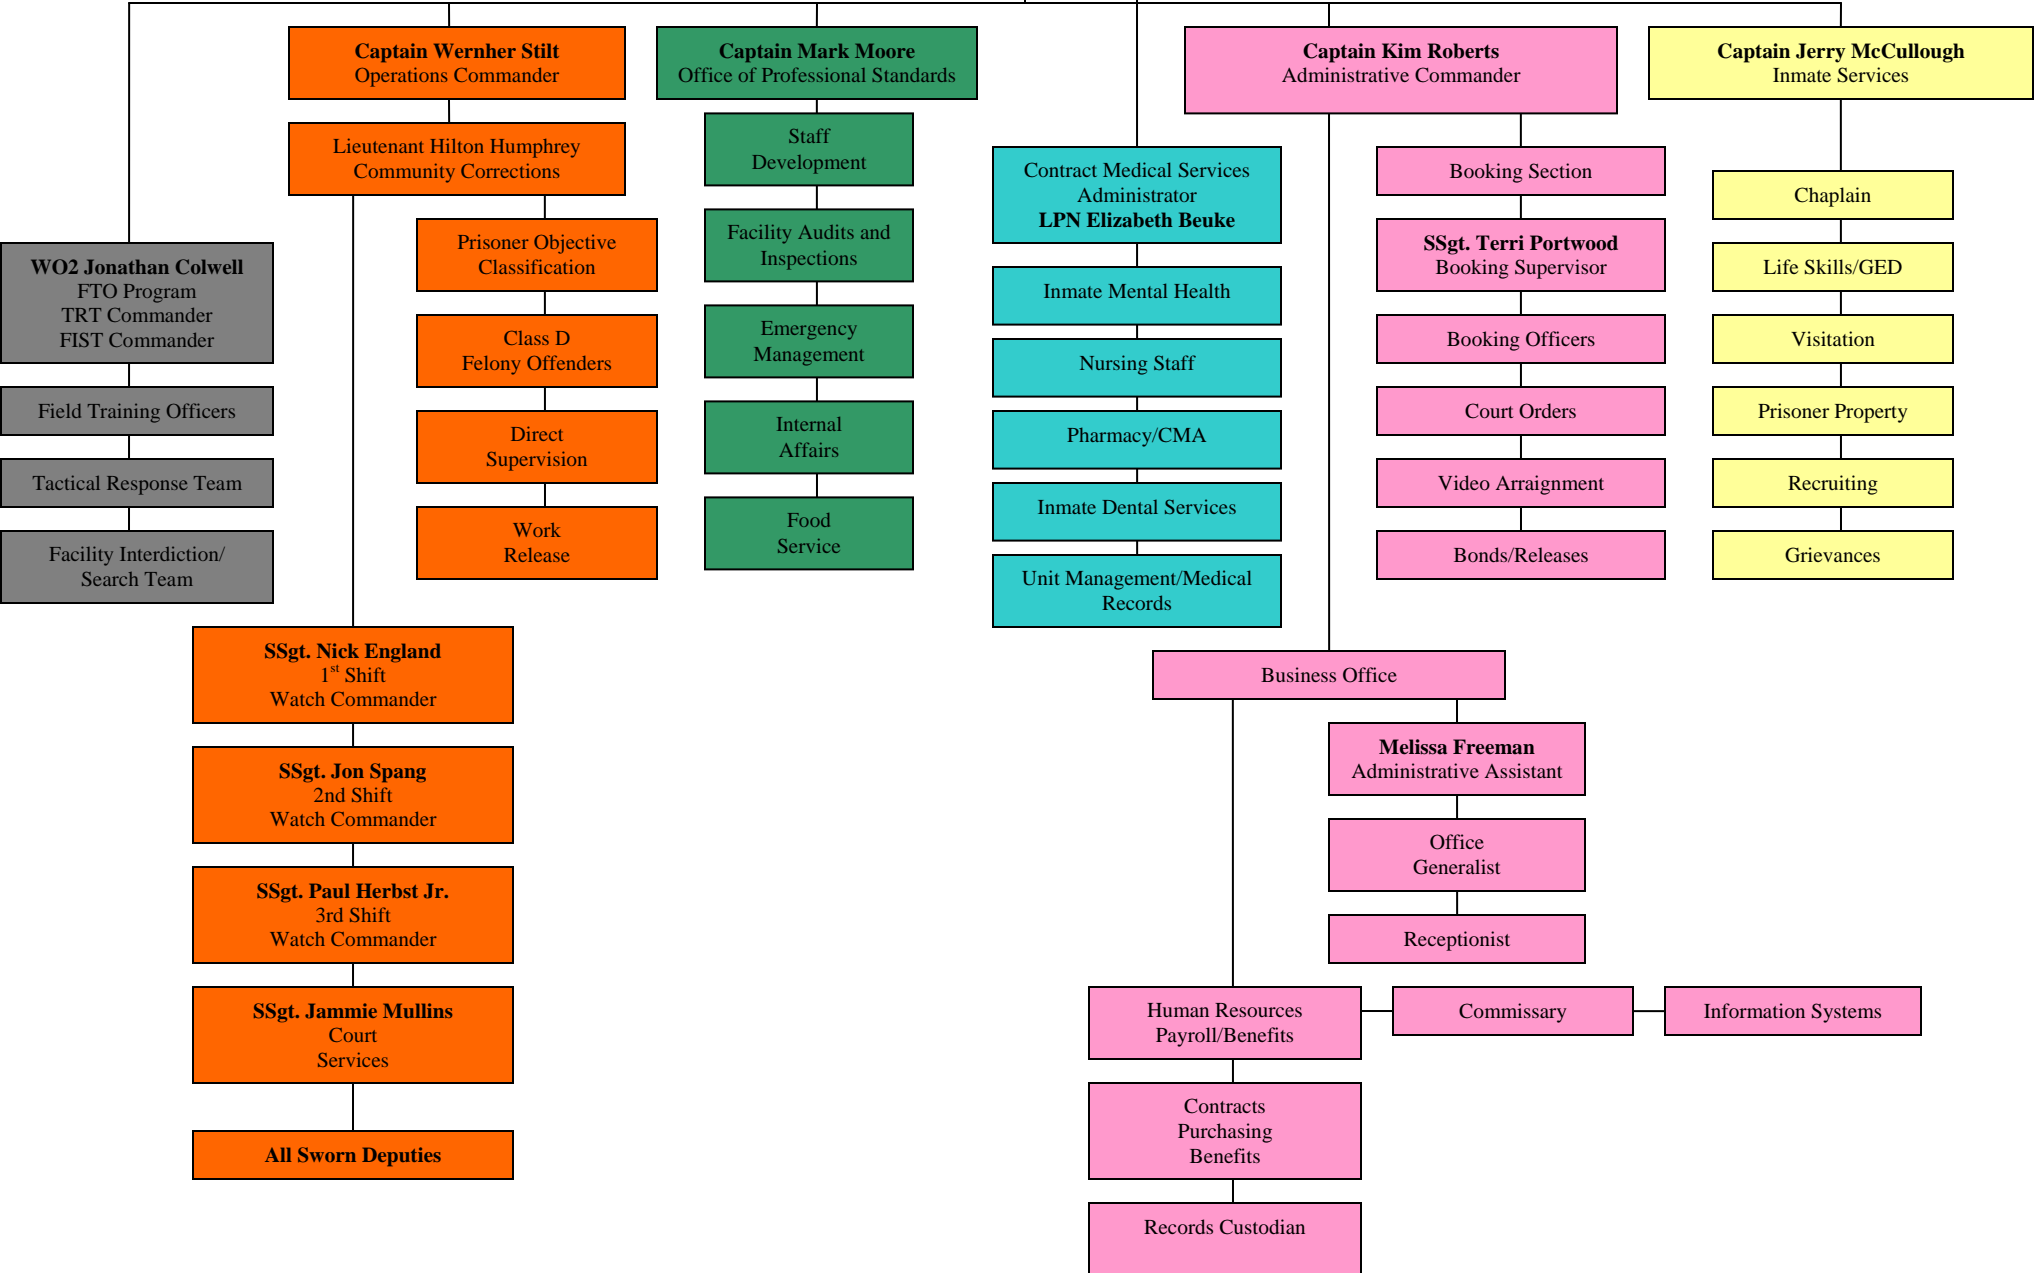 Captain Wernher Stilt
Operations Commander
Captain Mark Moore
Office of Professional Standards
Captain Kim Roberts
Administrative Commander
Captain Jerry McCullough
Inmate Services
WO2 Jonathan Colwell
FTO Program
TRT Commander
FIST Commander
Field Training Officers
Tactical Response Team
Facility Interdiction/
Search Team
Lieutenant Hilton Humphrey
Community Corrections
Prisoner Objective
Classification
Class D
Felony Offenders
Direct
Supervision
Work
Release
SSgt. Nick England
1st Shift
Watch Commander
SSgt. Jon Spang
2nd Shift
Watch Commander
SSgt. Paul Herbst Jr.
3rd Shift
Watch Commander
SSgt. Jammie Mullins
Court
Services
All Sworn Deputies
Staff
Development
Facility Audits and
Inspections
Emergency
Management
Internal
Affairs
Food
Service
Contract Medical Services
Administrator
LPN Elizabeth Beuke
Inmate Mental Health
Nursing Staff
Pharmacy/CMA
Inmate Dental Services
Unit Management/Medical
Records
Booking Section
SSgt. Terri Portwood
Booking Supervisor
Booking Officers
Court Orders
Video Arraignment
Bonds/Releases
Chaplain
Life Skills/GED
Visitation
Prisoner Property
Recruiting
Grievances
Business Office
Melissa Freeman
Administrative Assistant
Office
Generalist
Receptionist
Human Resources
Payroll/Benefits
Commissary
Information Systems
Contracts
Purchasing
Benefits
Records Custodian